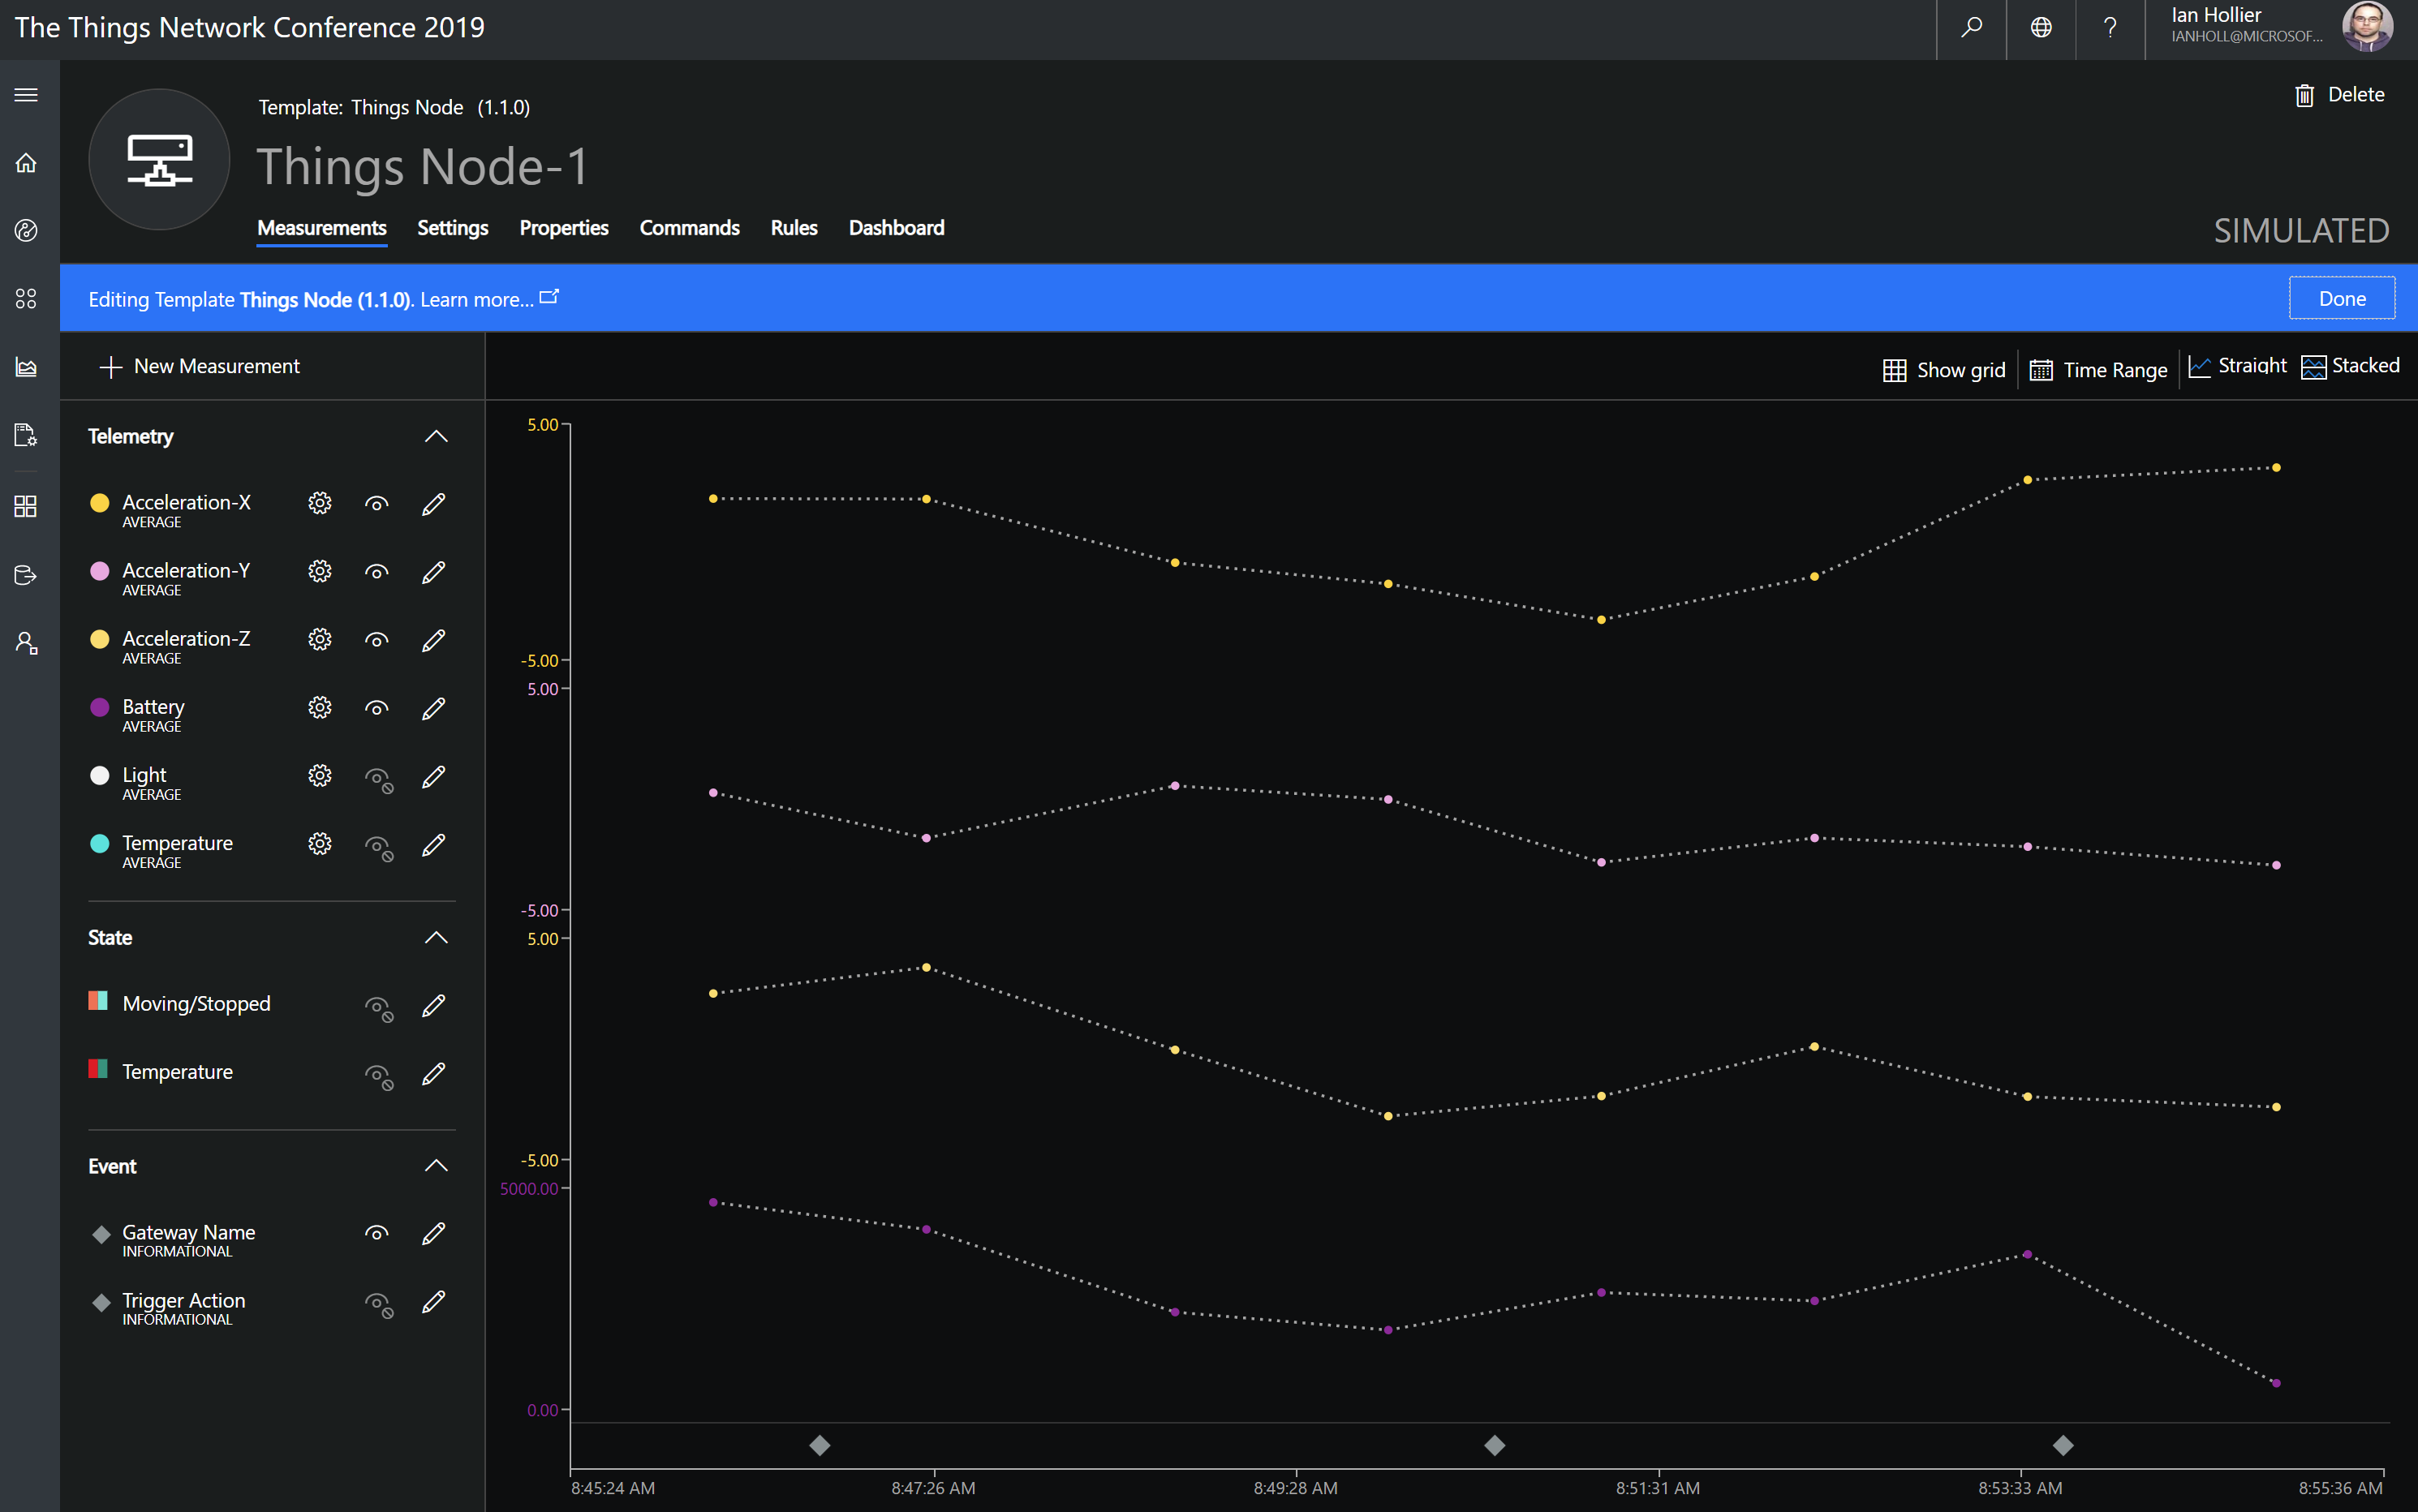 The Things Network Conference 2019
Ian Hollier
IANHOLL@MICROSOF...
Template: Things Node (1.1.0)
Delete
Things Node-1
Measurements Settings Properties Commands Rules Dashboard
SIMULATED
Editing Template Things Node (1.1.0). Learn more...
Done
New Measurement
Show grid
Time Range
Straight
Stacked
Telemetry
Acceleration-X
AVERAGE
Acceleration-Y
AVERAGE
Acceleration-Z
AVERAGE
Battery
AVERAGE
Light
AVERAGE
Temperature
AVERAGE
State
Moving/Stopped
Temperature
Event
Gateway Name
INFORMATIONAL
Trigger Action
INFORMATIONAL
5.00
-5.00
5.00
-5.00
5.00
-5.00
5000.00
0.00
8:45:24 AM 8:47:26 AM 8:49:28 AM 8:51:31 AM 8:53:33 AM 8:55:36 AM